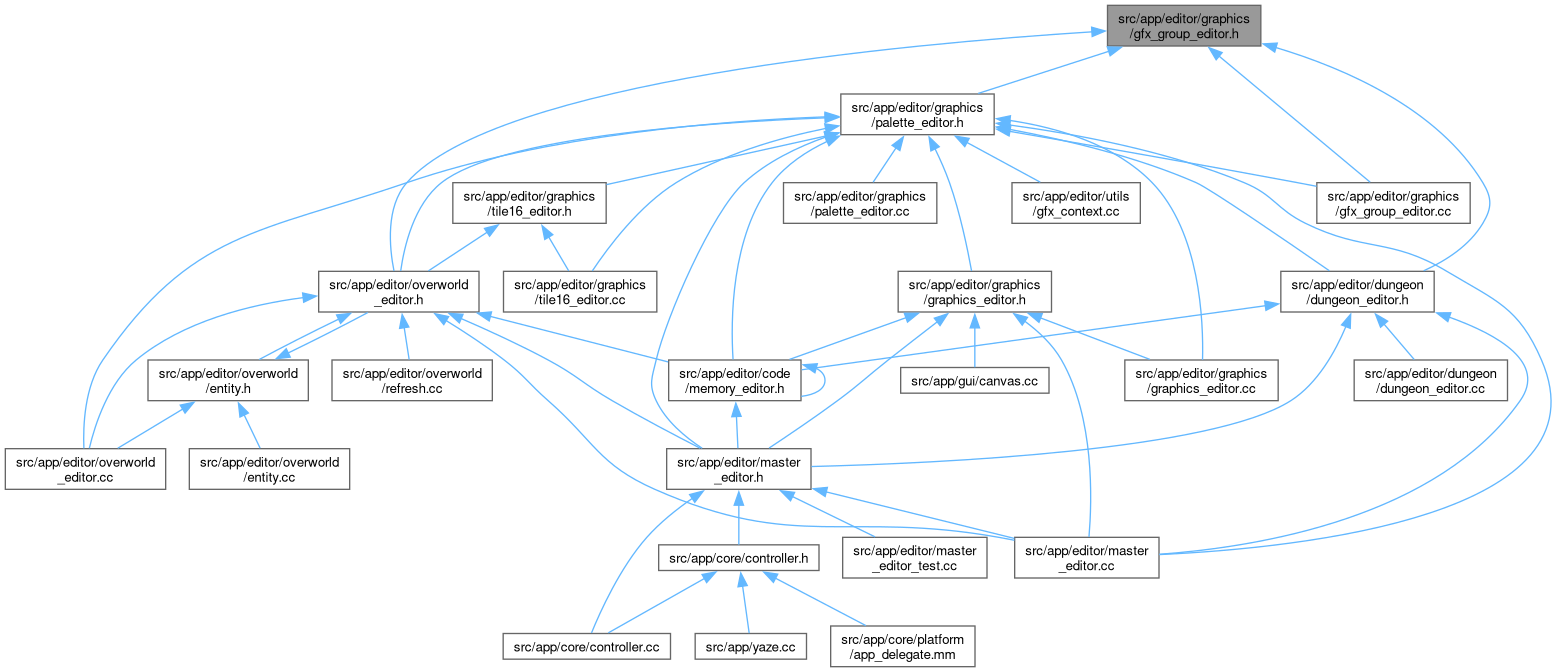 src/app/editor/graphics
/gfx_group_editor.h
src/app/editor/graphics
/palette_editor.h
src/app/editor/graphics
/tile16_editor.h
src/app/editor/graphics
/palette_editor.cc
src/app/editor/utils
/gfx_context.cc
src/app/editor/graphics
/gfx_group_editor.cc
src/app/editor/overworld
_editor.h
src/app/editor/graphics
/tile16_editor.cc
src/app/editor/graphics
/graphics_editor.h
src/app/editor/dungeon
/dungeon_editor.h
src/app/editor/overworld
/entity.h
src/app/editor/overworld
/refresh.cc
src/app/editor/code
/memory_editor.h
src/app/gui/canvas.cc
src/app/editor/graphics
/graphics_editor.cc
src/app/editor/dungeon
/dungeon_editor.cc
src/app/editor/overworld
_editor.cc
src/app/editor/overworld
/entity.cc
src/app/editor/master
_editor.h
src/app/core/controller.h
src/app/editor/master
_editor_test.cc
src/app/editor/master
_editor.cc
src/app/core/controller.cc
src/app/yaze.cc
src/app/core/platform
/app_delegate.mm